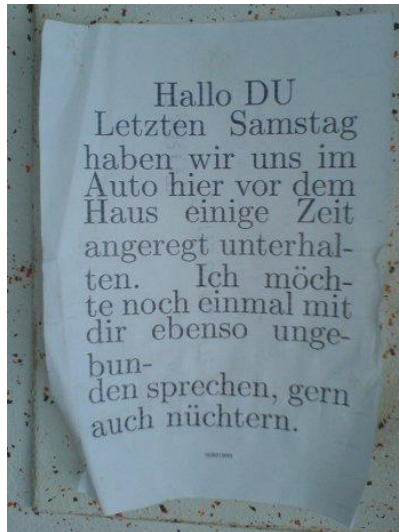 Hallo DU
Letzten Samstag
haben wir uns im
Auto hier vor dem
Haus einige Zeit
angeregt unterhal-
ten. Ich möch-
te noch einmal mit
dir ebenso unge-
bun-
den sprechen, gern
auch nüchtern.